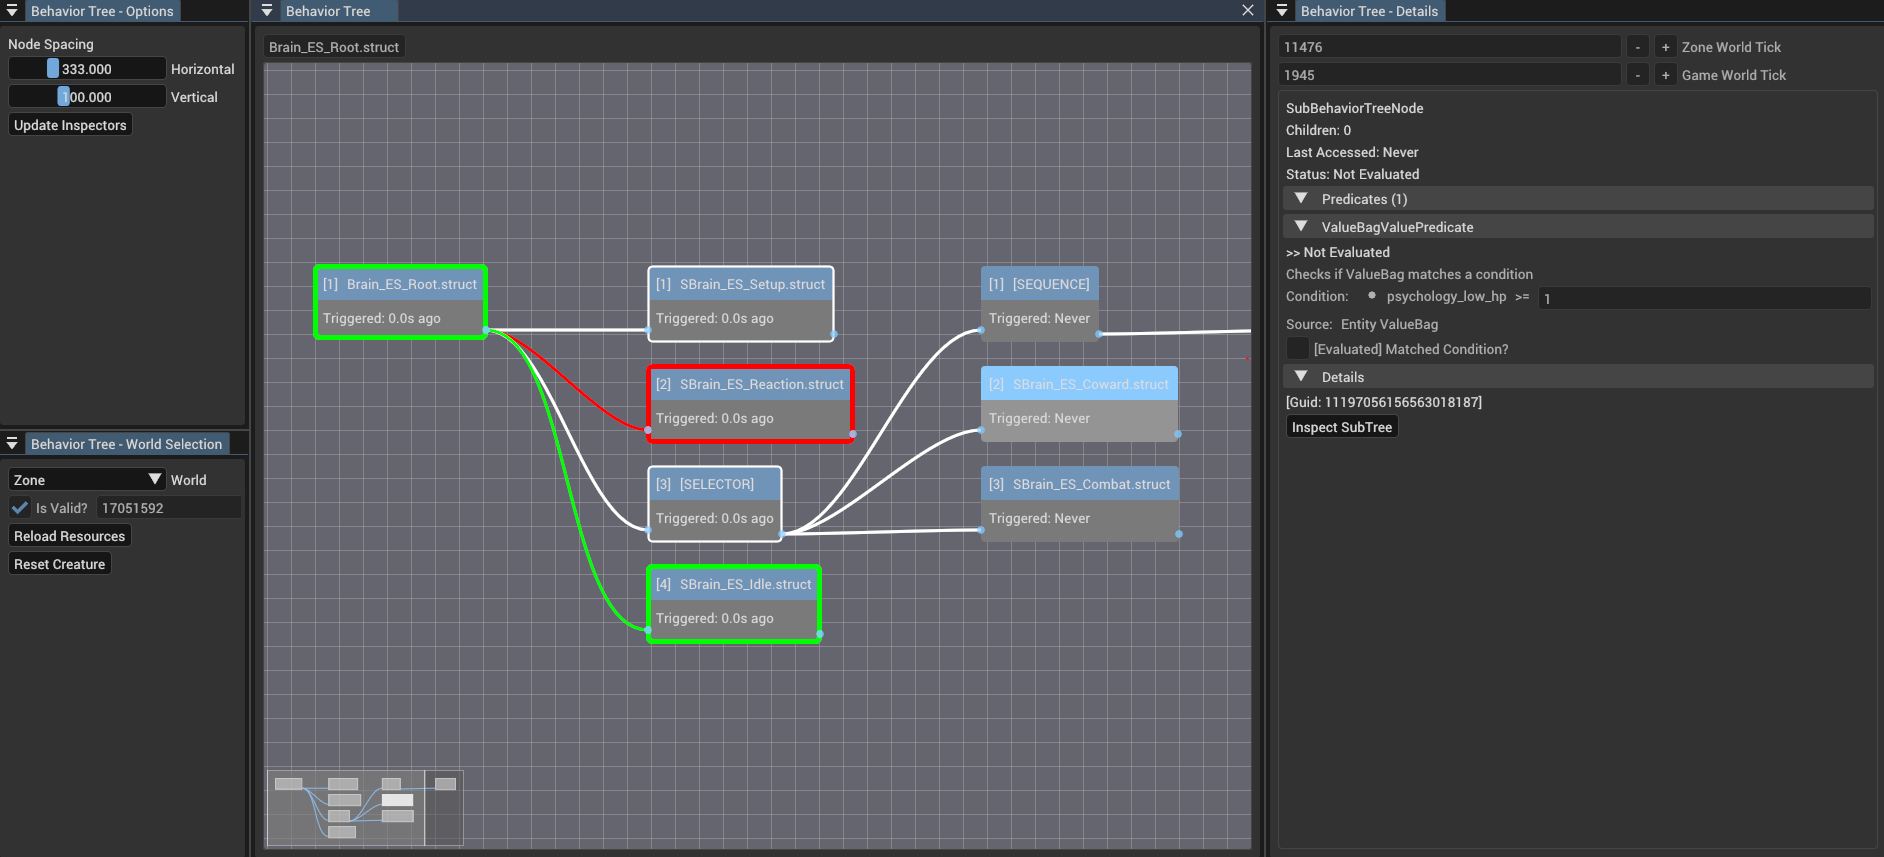 Behavior Tree - Options
Node Spacing
333.000 Horizontal
100.000 Vertical
Update Inspectors
Behavior Tree - World Selection
Zone World
Is Valid? 17051592
Reload Resources
Reset Creature
Behavior Tree
Brain_ES_Root.struct
[1] Brain_ES_Root.struct
Triggered: 0.0s ago
[1] SBrain_ES_Setup.struct
Triggered: 0.0s ago
[2] SBrain_ES_Reaction.struct
Triggered: 0.0s ago
[3] [SELECTOR]
Triggered: 0.0s ago
[4] SBrain_ES_Idle.struct
Triggered: 0.0s ago
[1] [SEQUENCE]
Triggered: Never
[2] SBrain_ES_Coward.struct
Triggered: Never
[3] SBrain_ES_Combat.struct
Triggered: Never
Behavior Tree - Details
11476 - + Zone World Tick
1945 - + Game World Tick
SubBehaviorTreeNode
Children: 0
Last Accessed: Never
Status: Not Evaluated
Predicates (1)
ValueBagValuePredicate
>> Not Evaluated
Checks if ValueBag matches a condition
Condition: psychology_low_hp >= 1
Source: Entity ValueBag
[Evaluated] Matched Condition?
Details
[Guid: 11197056156563018187]
Inspect SubTree